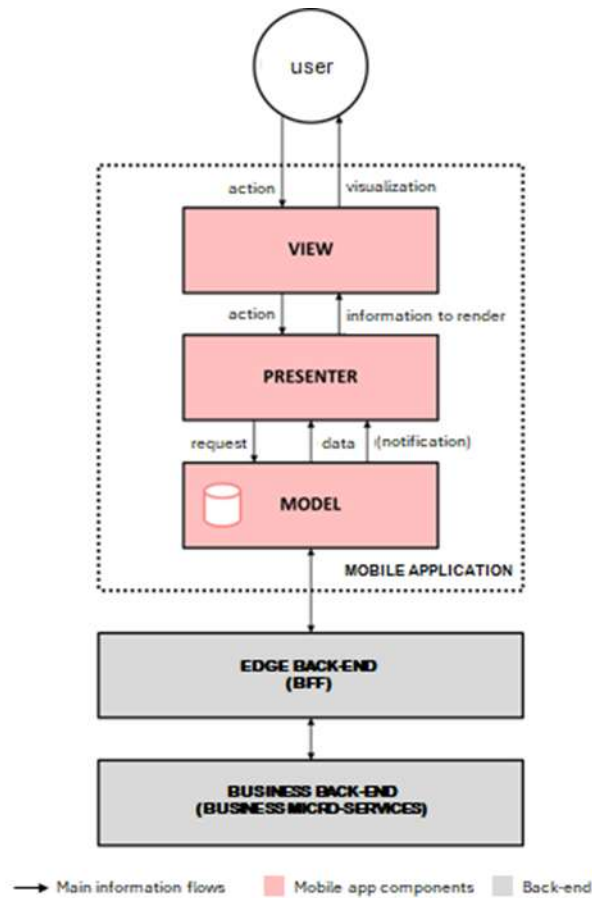 user
action
visualization
VIEW
action
information to render
PRESENTER
request
data
(notification)
MODEL
MOBILE APPLICATION
EDGE BACK-END
(BFF)
BUSINESS BACK-END
(BUSINESS MICRO-SERVICES)
Main information flows
Mobile app components
Back-end